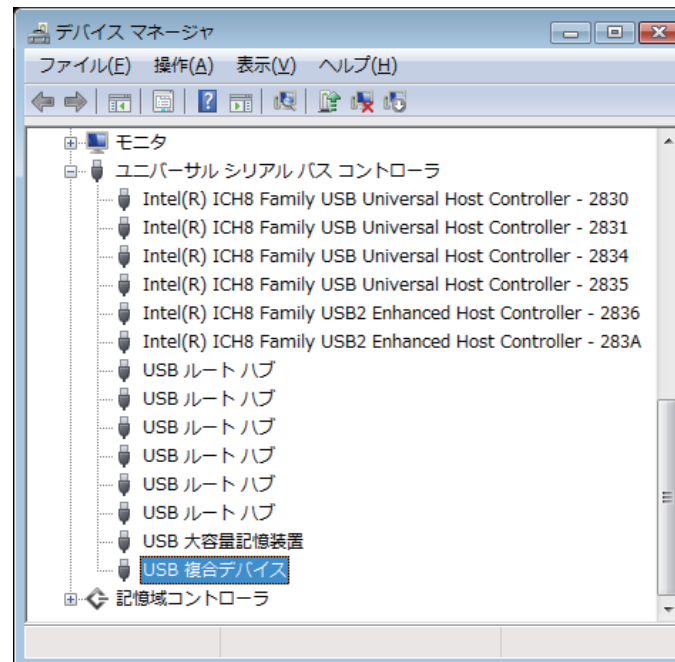 デバイス マネージャ
ファイル(F) 操作(A) 表示(V) ヘルプ(H)
モニタ
ユニバーサル シリアル バス コントローラ
Intel(R) ICH8 Family USB Universal Host Controller - 2830
Intel(R) ICH8 Family USB Universal Host Controller - 2831
Intel(R) ICH8 Family USB Universal Host Controller - 2834
Intel(R) ICH8 Family USB Universal Host Controller - 2835
Intel(R) ICH8 Family USB2 Enhanced Host Controller - 2836
Intel(R) ICH8 Family USB2 Enhanced Host Controller - 283A
USB ルート ハブ
USB ルート ハブ
USB ルート ハブ
USB ルート ハブ
USB ルート ハブ
USB ルート ハブ
USB 大容量記憶装置
USB 複合デバイス
記憶域コントローラ